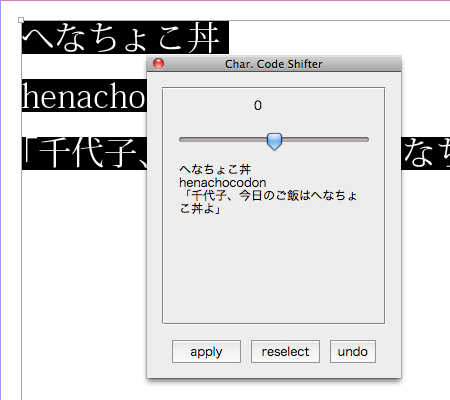 へなちょこ丼
Char. Code Shifter
henacho
0
「千代子、
なち
へなちょこ丼
henachocodon
「千代子、今日のご飯はへなちょ
こ丼よ」
apply
reselect
undo